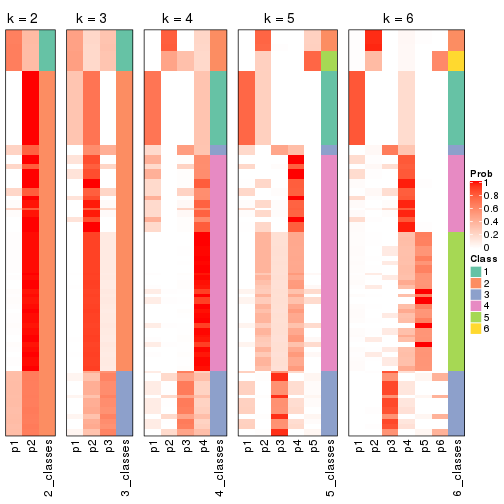 k = 2
k = 3
k = 4
k = 5
k = 6
Prob
1
0.8
0.6
0.4
0.2
0
Class
1
2
3
4
5
6
p1
p2
2_classes
p1
p2
p3
3_classes
p1
p2
p3
p4
4_classes
p1
p2
p3
p4
p5
5_classes
p1
p2
p3
p4
p5
p6
6_classes